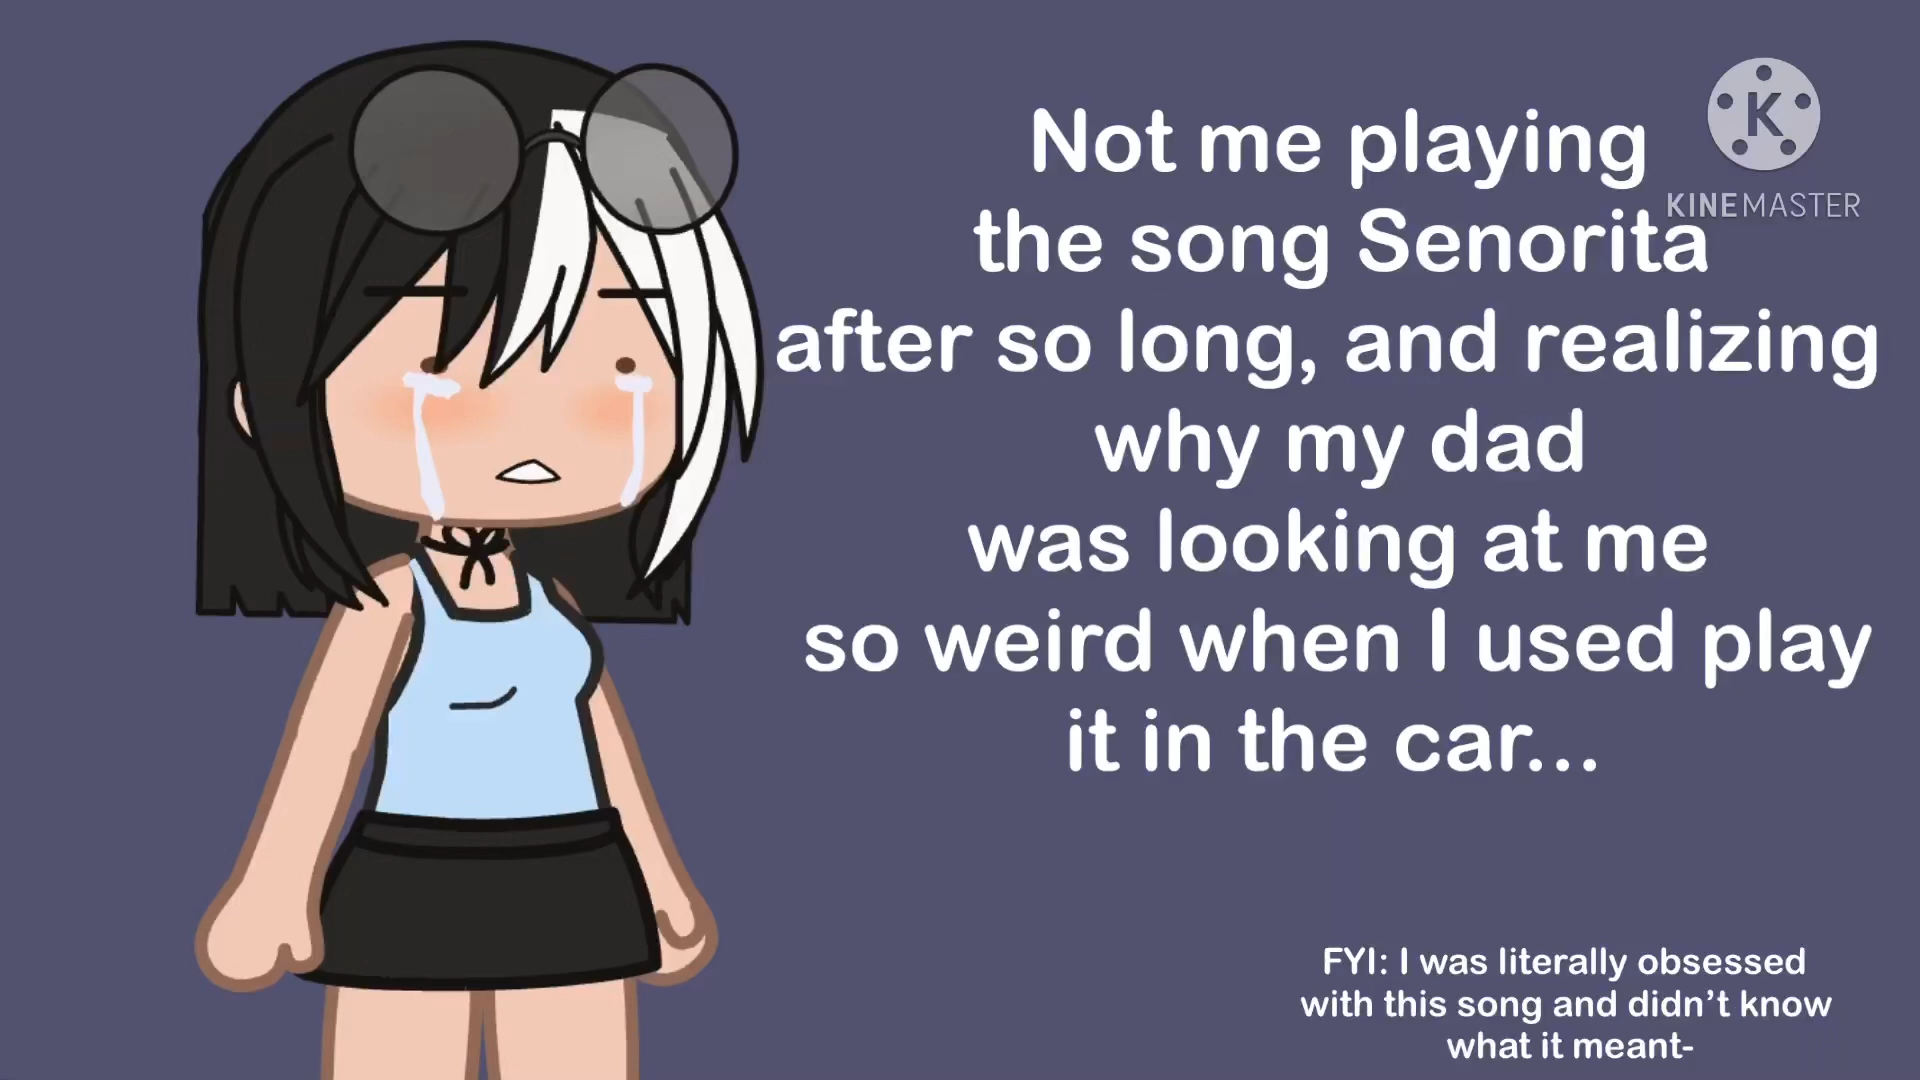 Not me playing
the song Senorita
after so long, and realizing
why my dad
was looking at me
so weird when I used play
it in the car...
K
KINEMASTER
FYI: I was literally obsessed
with this song and didn’t know
what it meant-